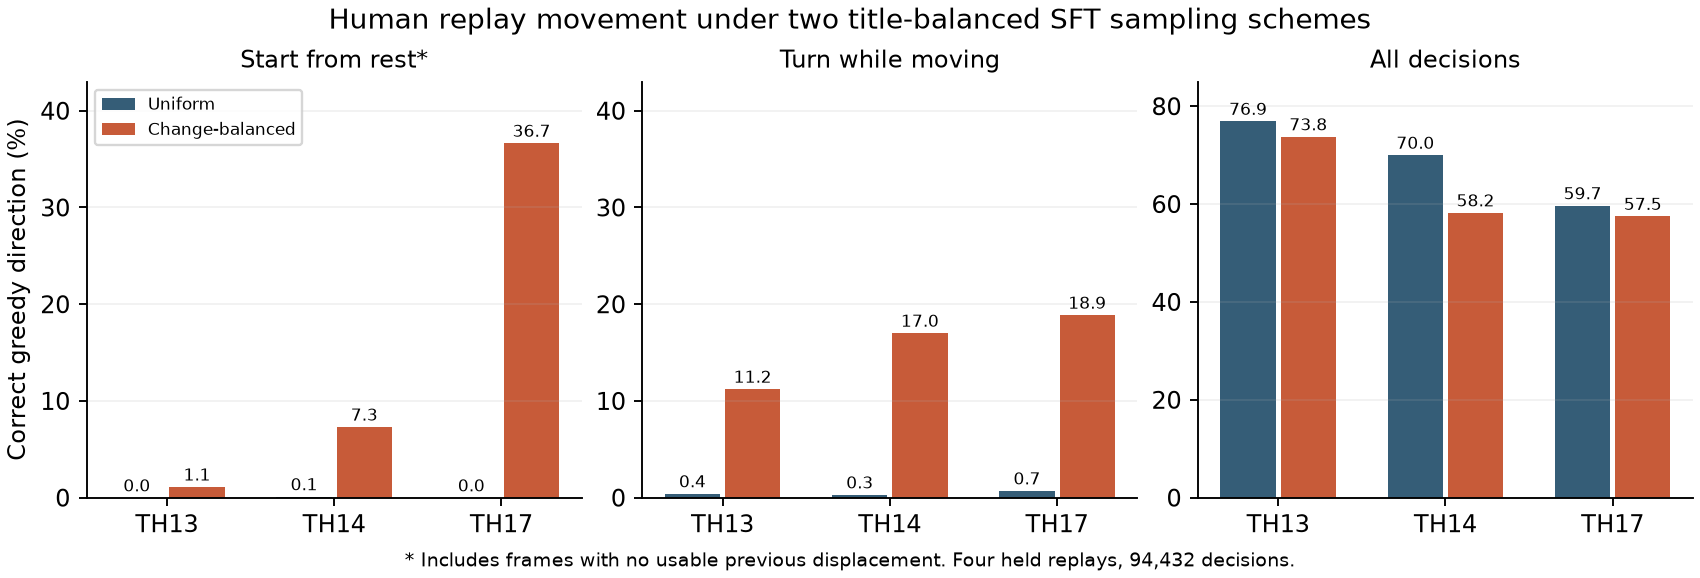 Human replay movement under two title-balanced SFT sampling schemes
Start from rest*
Correct greedy direction (%)
40
30
20
10
0
Uniform
Change-balanced
0.0
1.1
0.1
7.3
0.0
36.7
TH13
TH14
TH17
Turn while moving
40
30
20
10
0
0.4
11.2
0.3
17.0
0.7
18.9
TH13
TH14
TH17
All decisions
80
60
40
20
0
76.9
73.8
70.0
58.2
59.7
57.5
TH13
TH14
TH17
* Includes frames with no usable previous displacement. Four held replays, 94,432 decisions.